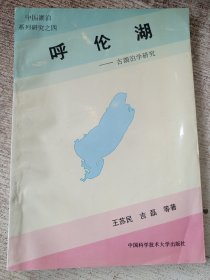 中国湖泊
系列研究之四
呼伦湖
——古湖泊学研究
王苏民 吉磊 等著
中国科学技术大学出版社